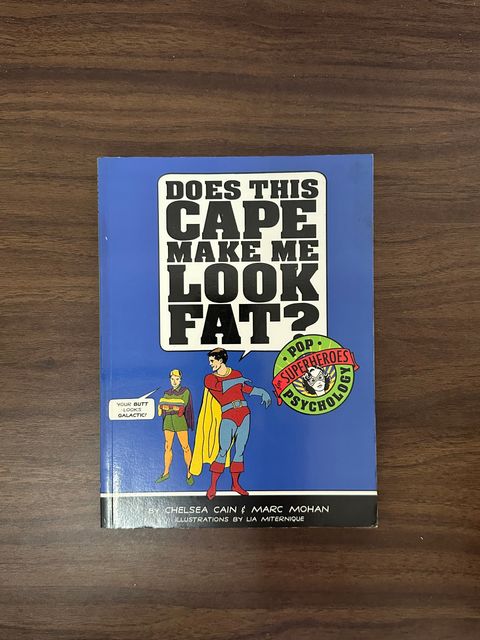 DOES THIS
CAPE
MAKE ME
LOOK
FAT?
• POP •
for SUPERHEROES
PSYCHOLOGY
YOUR BUTT
LOOKS
GALACTIC!
BY CHELSEA CAIN & MARC MOHAN
ILLUSTRATIONS BY LIA MITERNIQUE